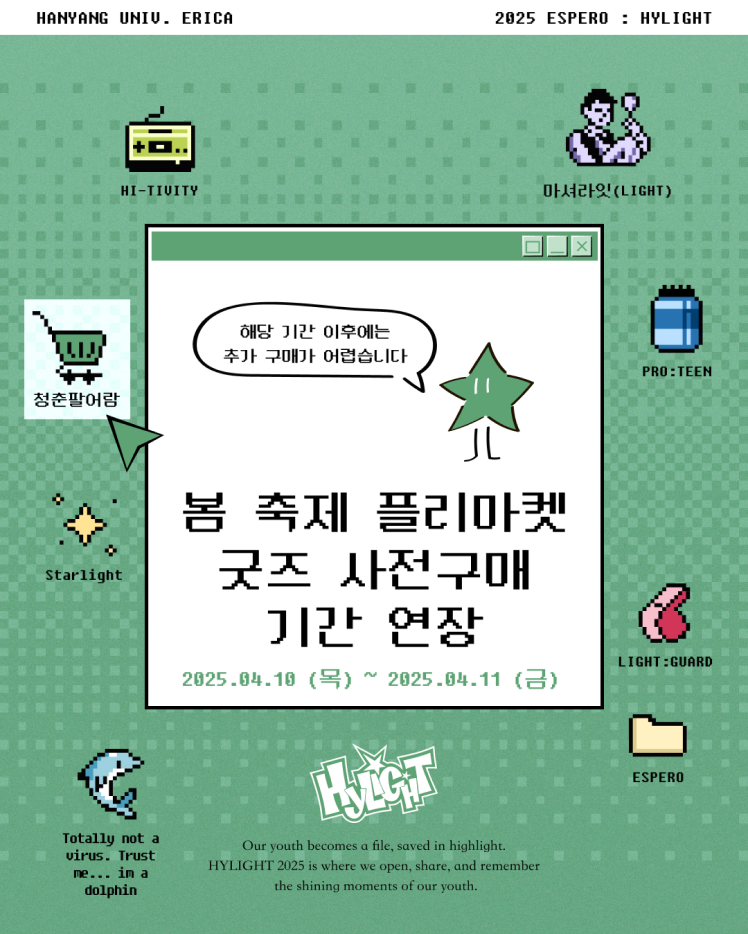 HANYANG UNIV. ERICA
2025 ESPERO : HYLIGHT
HI-TIVITY
마셔라잇(LIGHT)
해당 기간 이후에는
추가 구매가 어렵습니다
PRO:TEEN
청춘팔어람
봄 축제 플리마켓
굿즈 사전구매
기간 연장
2025.04.10 (목) ~ 2025.04.11 (금)
Starlight
LIGHT:GUARD
ESPERO
HYLIGHT
Totally not a
virus. Trust
me... im a
dolphin
Our youth becomes a file, saved in highlight.
HYLIGHT 2025 is where we open, share, and remember
the shining moments of our youth.